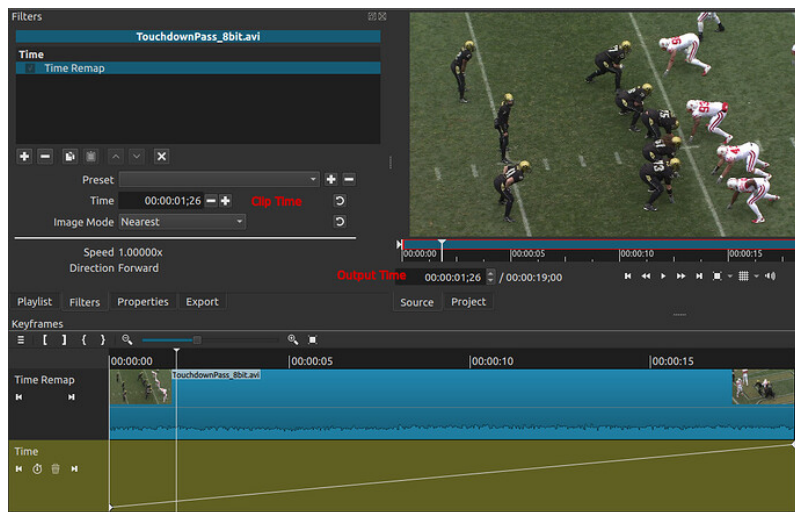 Filters
TouchdownPass_8bit.avi
Time
Time Remap
Preset
Time 00:00:01;26 Clip Time
Image Mode Nearest
Speed 1.00000x
Direction Forward
00:00:00 00:00:05 00:00:10 00:00:15
Output Time 00:00:01;26 / 00:00:19;00
Playlist Filters Properties Export
Source Project
Keyframes
00:00:00 00:00:05 00:00:10 00:00:15
Time Remap
TouchdownPass_8bit.avi
Time